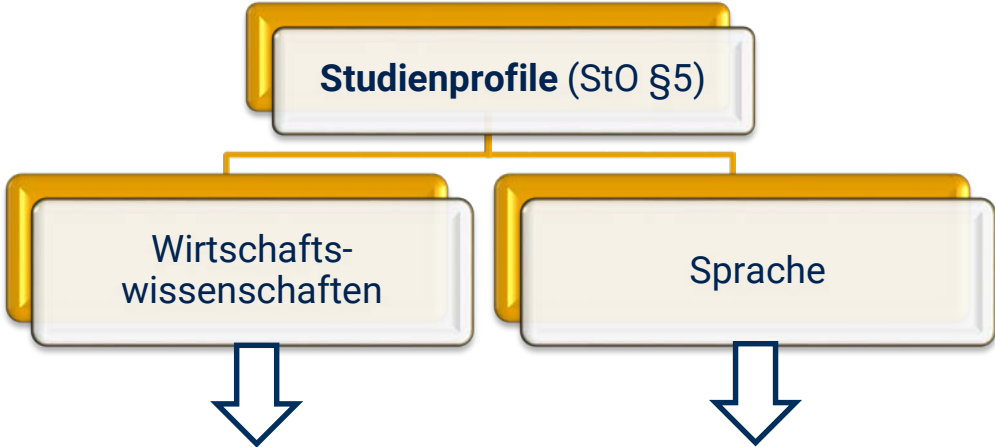 Studienprofile (StO §5)
Wirtschafts-
wissenschaften
Sprache